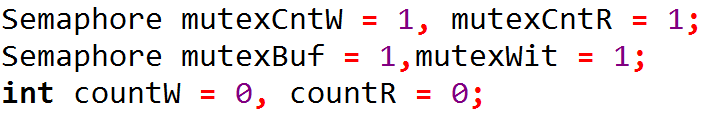 Semaphore mutexCntW = 1, mutexCntR = 1;
Semaphore mutexBuf = 1,mutexWit = 1;
int countW = 0, countR = 0;